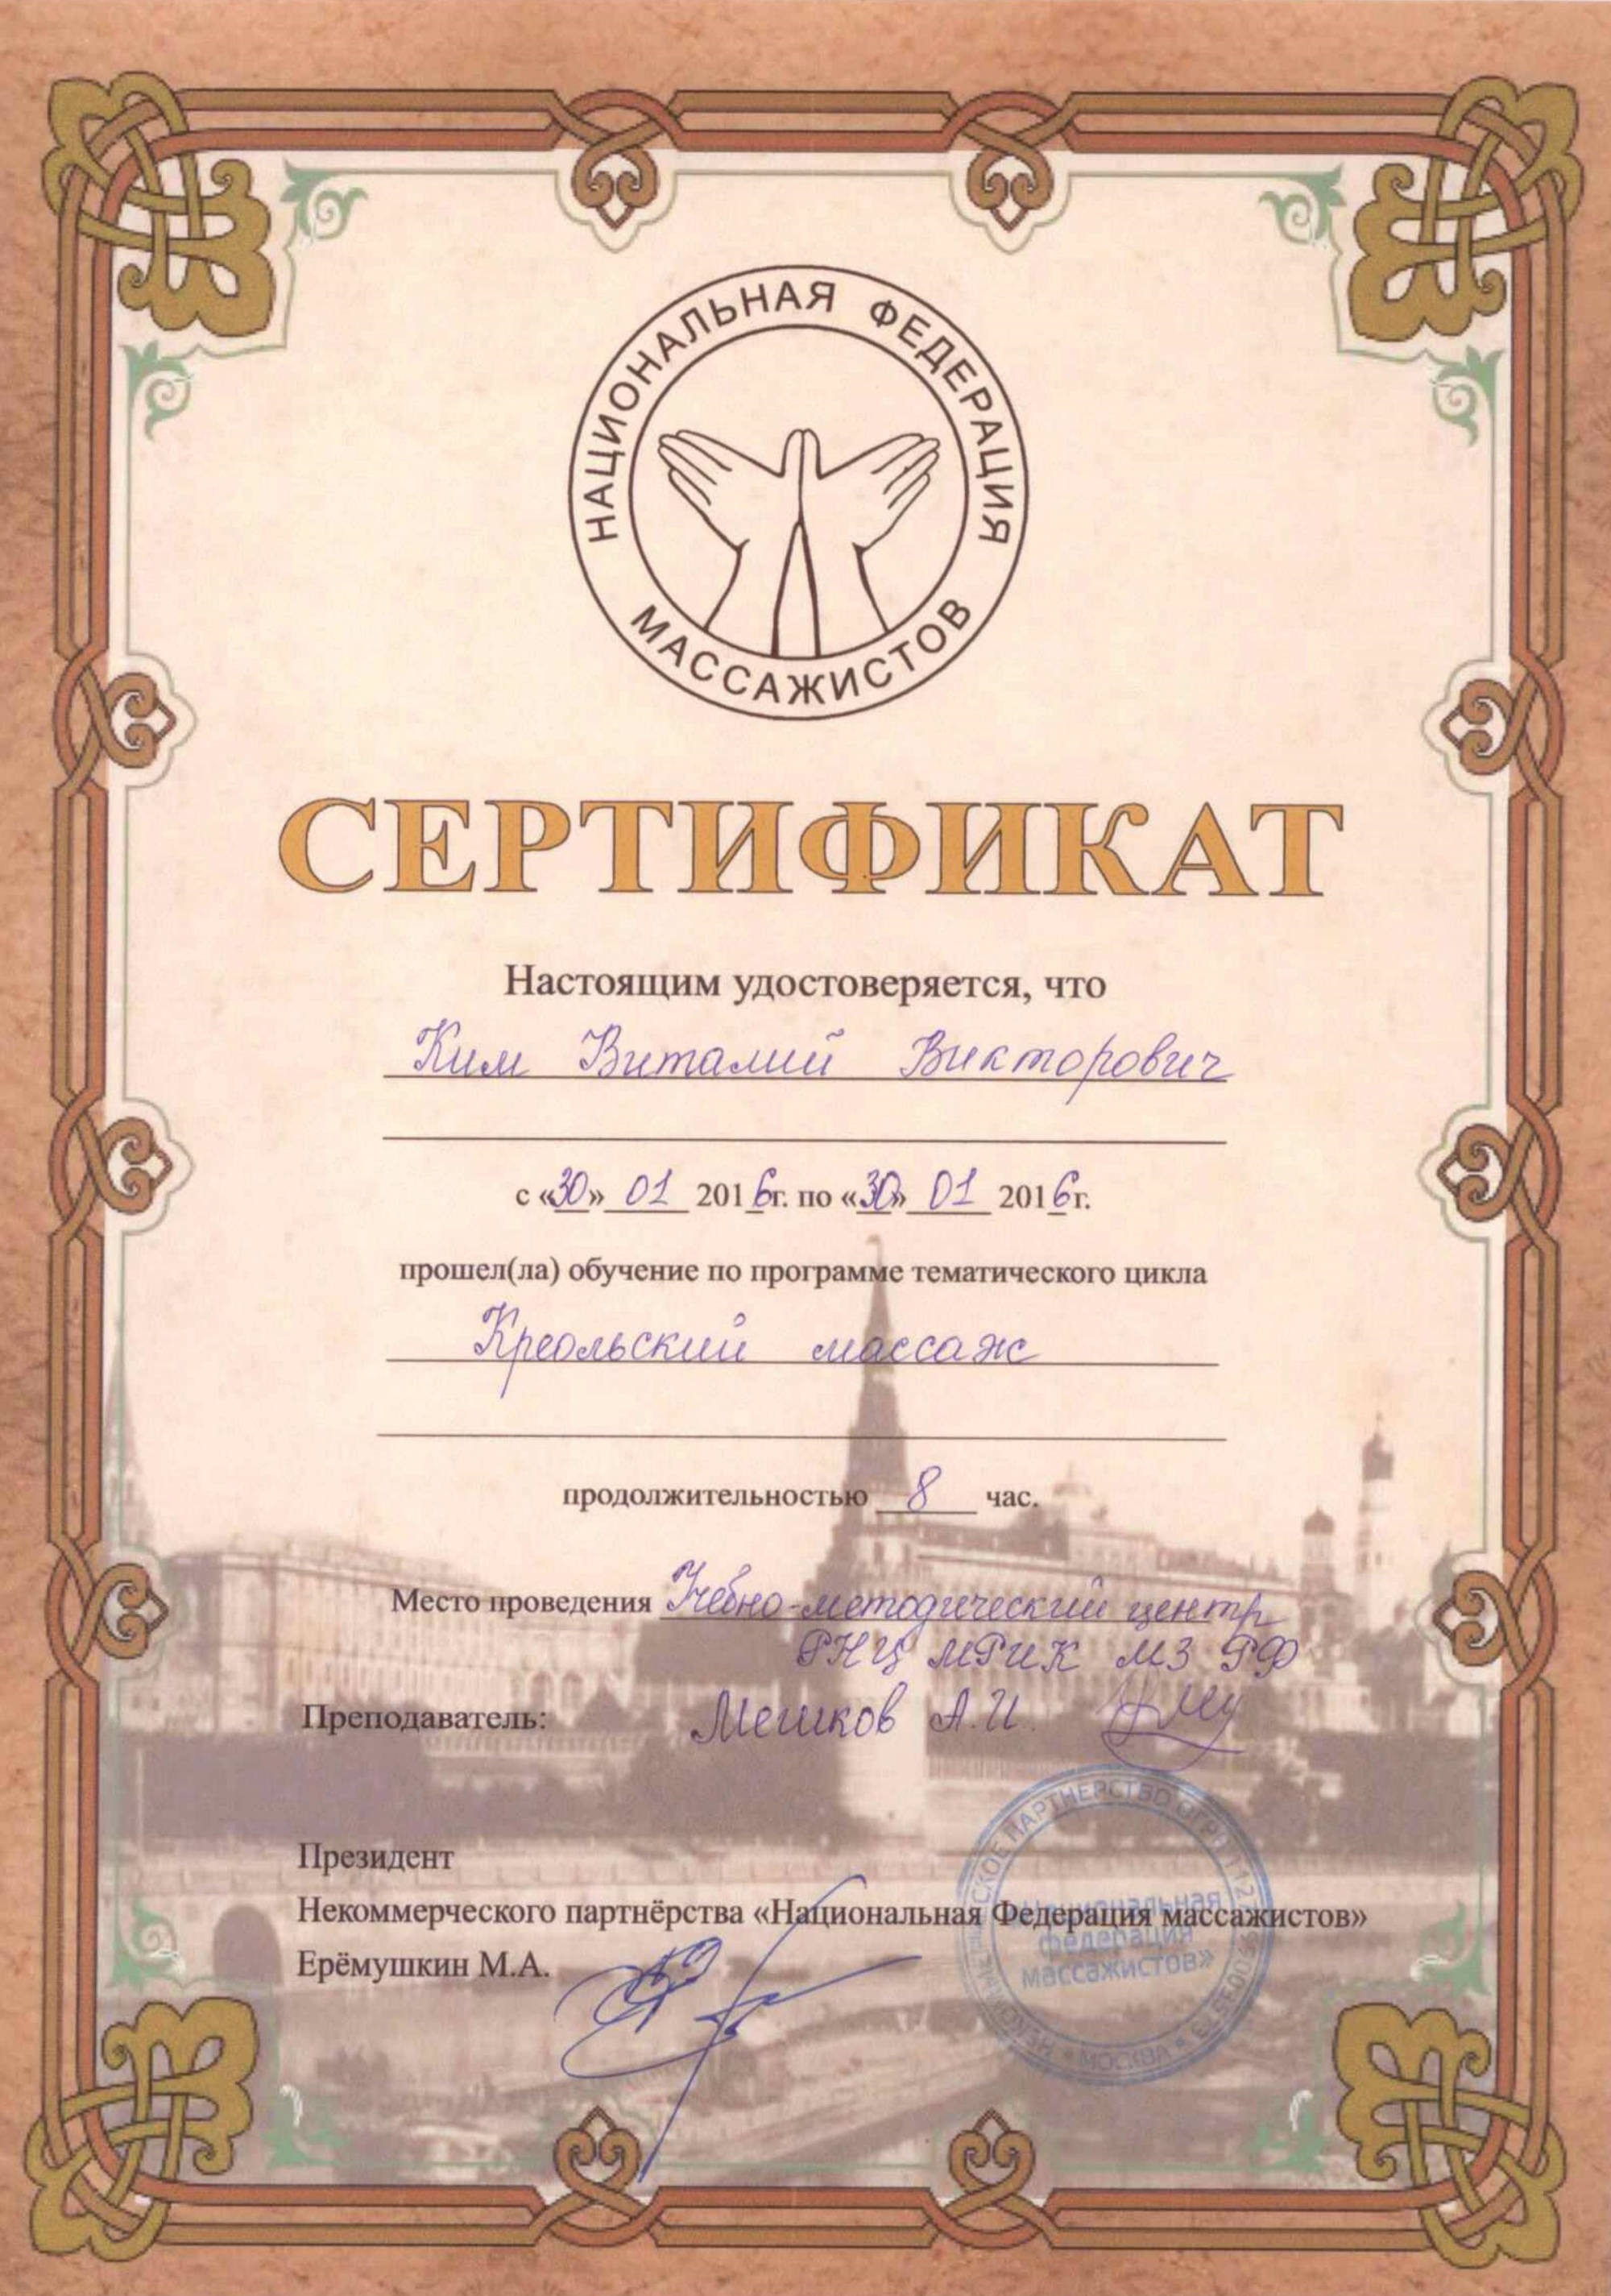 НАЦИОНАЛЬНАЯ ФЕДЕРАЦИЯ
МАССАЖИСТОВ
СЕРТИФИКАТ
Настоящим удостоверяется, что
Ким Виталий Викторович
с «30» 01 2016г. по «30» 01 2016г.
прошел(ла) обучение по программе тематического цикла
Креольский массаж
продолжительностью 8 час.
Место проведения Учебно-методический центр
РНЦ МРиК МЗ РФ
Преподаватель: Мешков А.И.
Президент
Некоммерческого партнёрства «Национальная Федерация массажистов»
Ерёмушкин М.А.
ПАРТНЕРСТВО
«Национальная
федерация
массажистов»
* МОСКВА *